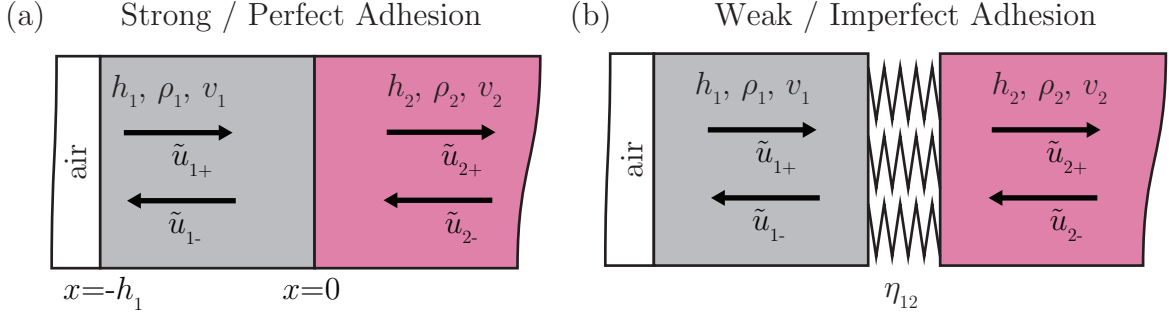 (a) Strong / Perfect Adhesion
air
h₁, ρ₁, v₁
ũ₁₊
ũ₁₋
h₂, ρ₂, v₂
ũ₂₊
ũ₂₋
x=-h₁
x=0
(b) Weak / Imperfect Adhesion
air
h₁, ρ₁, v₁
ũ₁₊
ũ₁₋
η₁₂
h₂, ρ₂, v₂
ũ₂₊
ũ₂₋